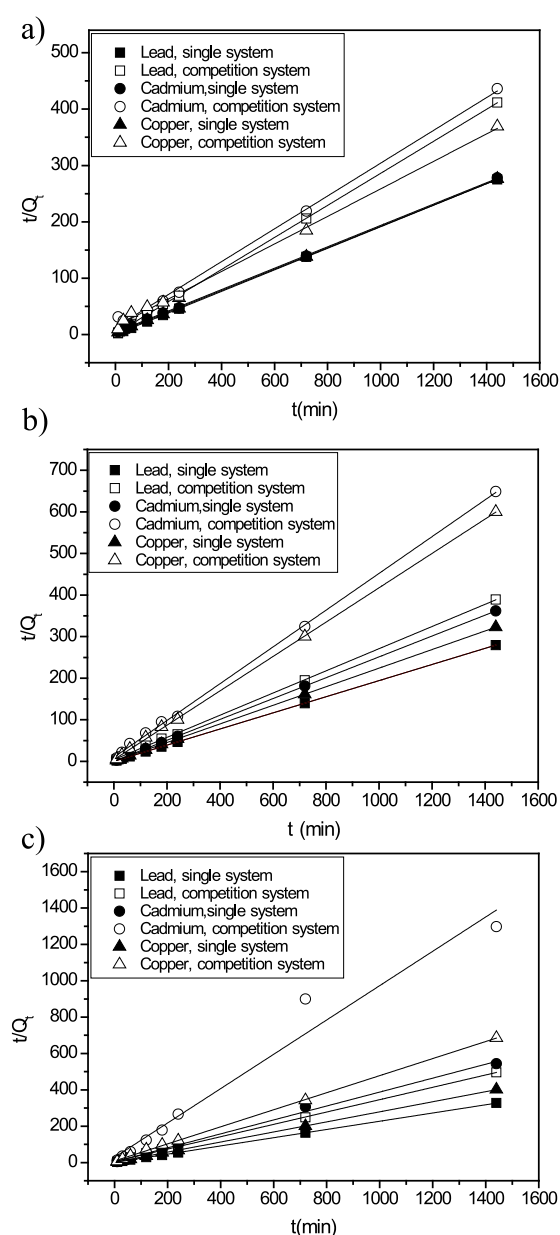 a)
600
500
400
300
200
100
0
t/Qt
Lead, single system
Lead, competition system
Cadmium,single system
Cadmium, competition system
Copper, single system
Copper, competition system
0 200 400 600 800 1000 1200 1400 1600
t(min)
b)
700
600
500
400
300
200
100
0
t/Qt
Lead, single system
Lead, competition system
Cadmium,single system
Cadmium, competition system
Copper, single system
Copper, competition system
0 200 400 600 800 1000 1200 1400 1600
t (min)
c)
1600
1400
1200
1000
800
600
400
200
0
t/Qt
Lead, single system
Lead, competition system
Cadmium,single system
Cadmium, competition system
Copper, single system
Copper, competition system
0 200 400 600 800 1000 1200 1400 1600
t(min)